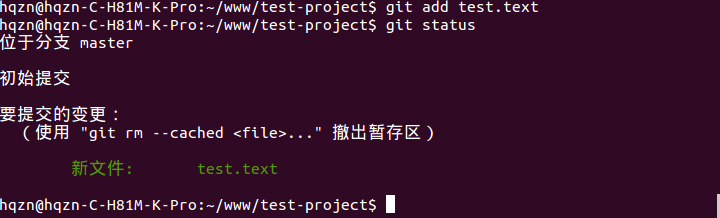 hqzn@hqzn-C-H81M-K-Pro:~/www/test-project$ git add test.text
hqzn@hqzn-C-H81M-K-Pro:~/www/test-project$ git status
位于分支 master
初始提交
要提交的变更：
（使用 "git rm --cached <file>..." 撤出暂存区）
新文件: test.text
hqzn@hqzn-C-H81M-K-Pro:~/www/test-project$